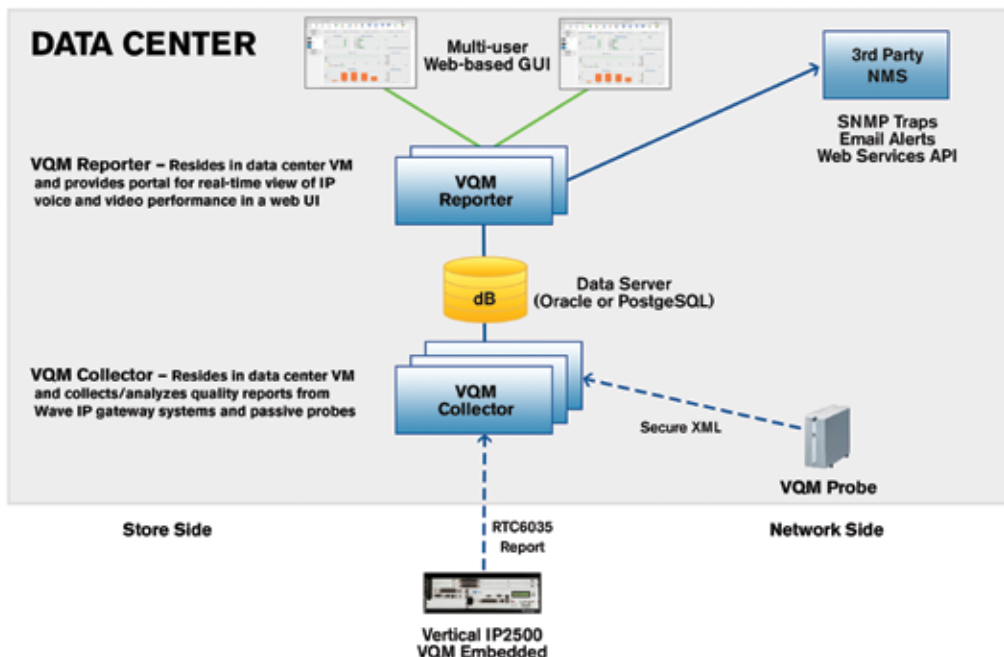 DATA CENTER
Multi-user
Web-based GUI
3rd Party
NMS
SNMP Traps
Email Alerts
Web Services API
VQM Reporter – Resides in data center VM
and provides portal for real-time view of IP
voice and video performance in a web UI
VQM
Reporter
dB
Data Server
(Oracle or PostgeSQL)
VQM Collector – Resides in data center VM
and collects/analyzes quality reports from
Wave IP gateway systems and passive probes
VQM
Collector
Secure XML
VQM Probe
Store Side
RTC6035
Report
Network Side
Vertical IP2500
VQM Embedded